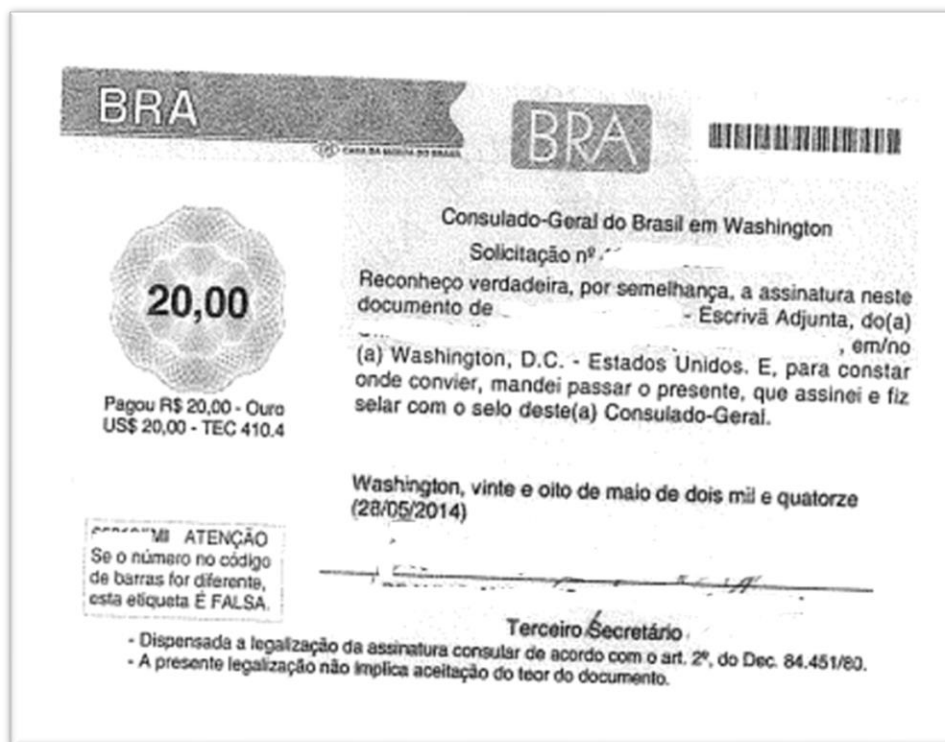 BRA
CASA DA MOEDA DO BRASIL
BRA
Consulado-Geral do Brasil em Washington
Solicitação nº
Reconheço verdadeira, por semelhança, a assinatura neste
documento de - Escrivã Adjunta, do(a)
, em/no
(a) Washington, D.C. - Estados Unidos. E, para constar
onde convier, mandei passar o presente, que assinei e fiz
selar com o selo deste(a) Consulado-Geral.
20,00
Pagou R$ 20,00 - Ouro
US$ 20,00 - TEC 410.4
Washington, vinte e oito de maio de dois mil e quatorze
(28/05/2014)
ATENÇÃO
Se o número no código
de barras for diferente,
esta etiqueta É FALSA.
Terceiro Secretário
- Dispensada a legalização da assinatura consular de acordo com o art. 2º, do Dec. 84.451/80.
- A presente legalização não implica aceitação do teor do documento.